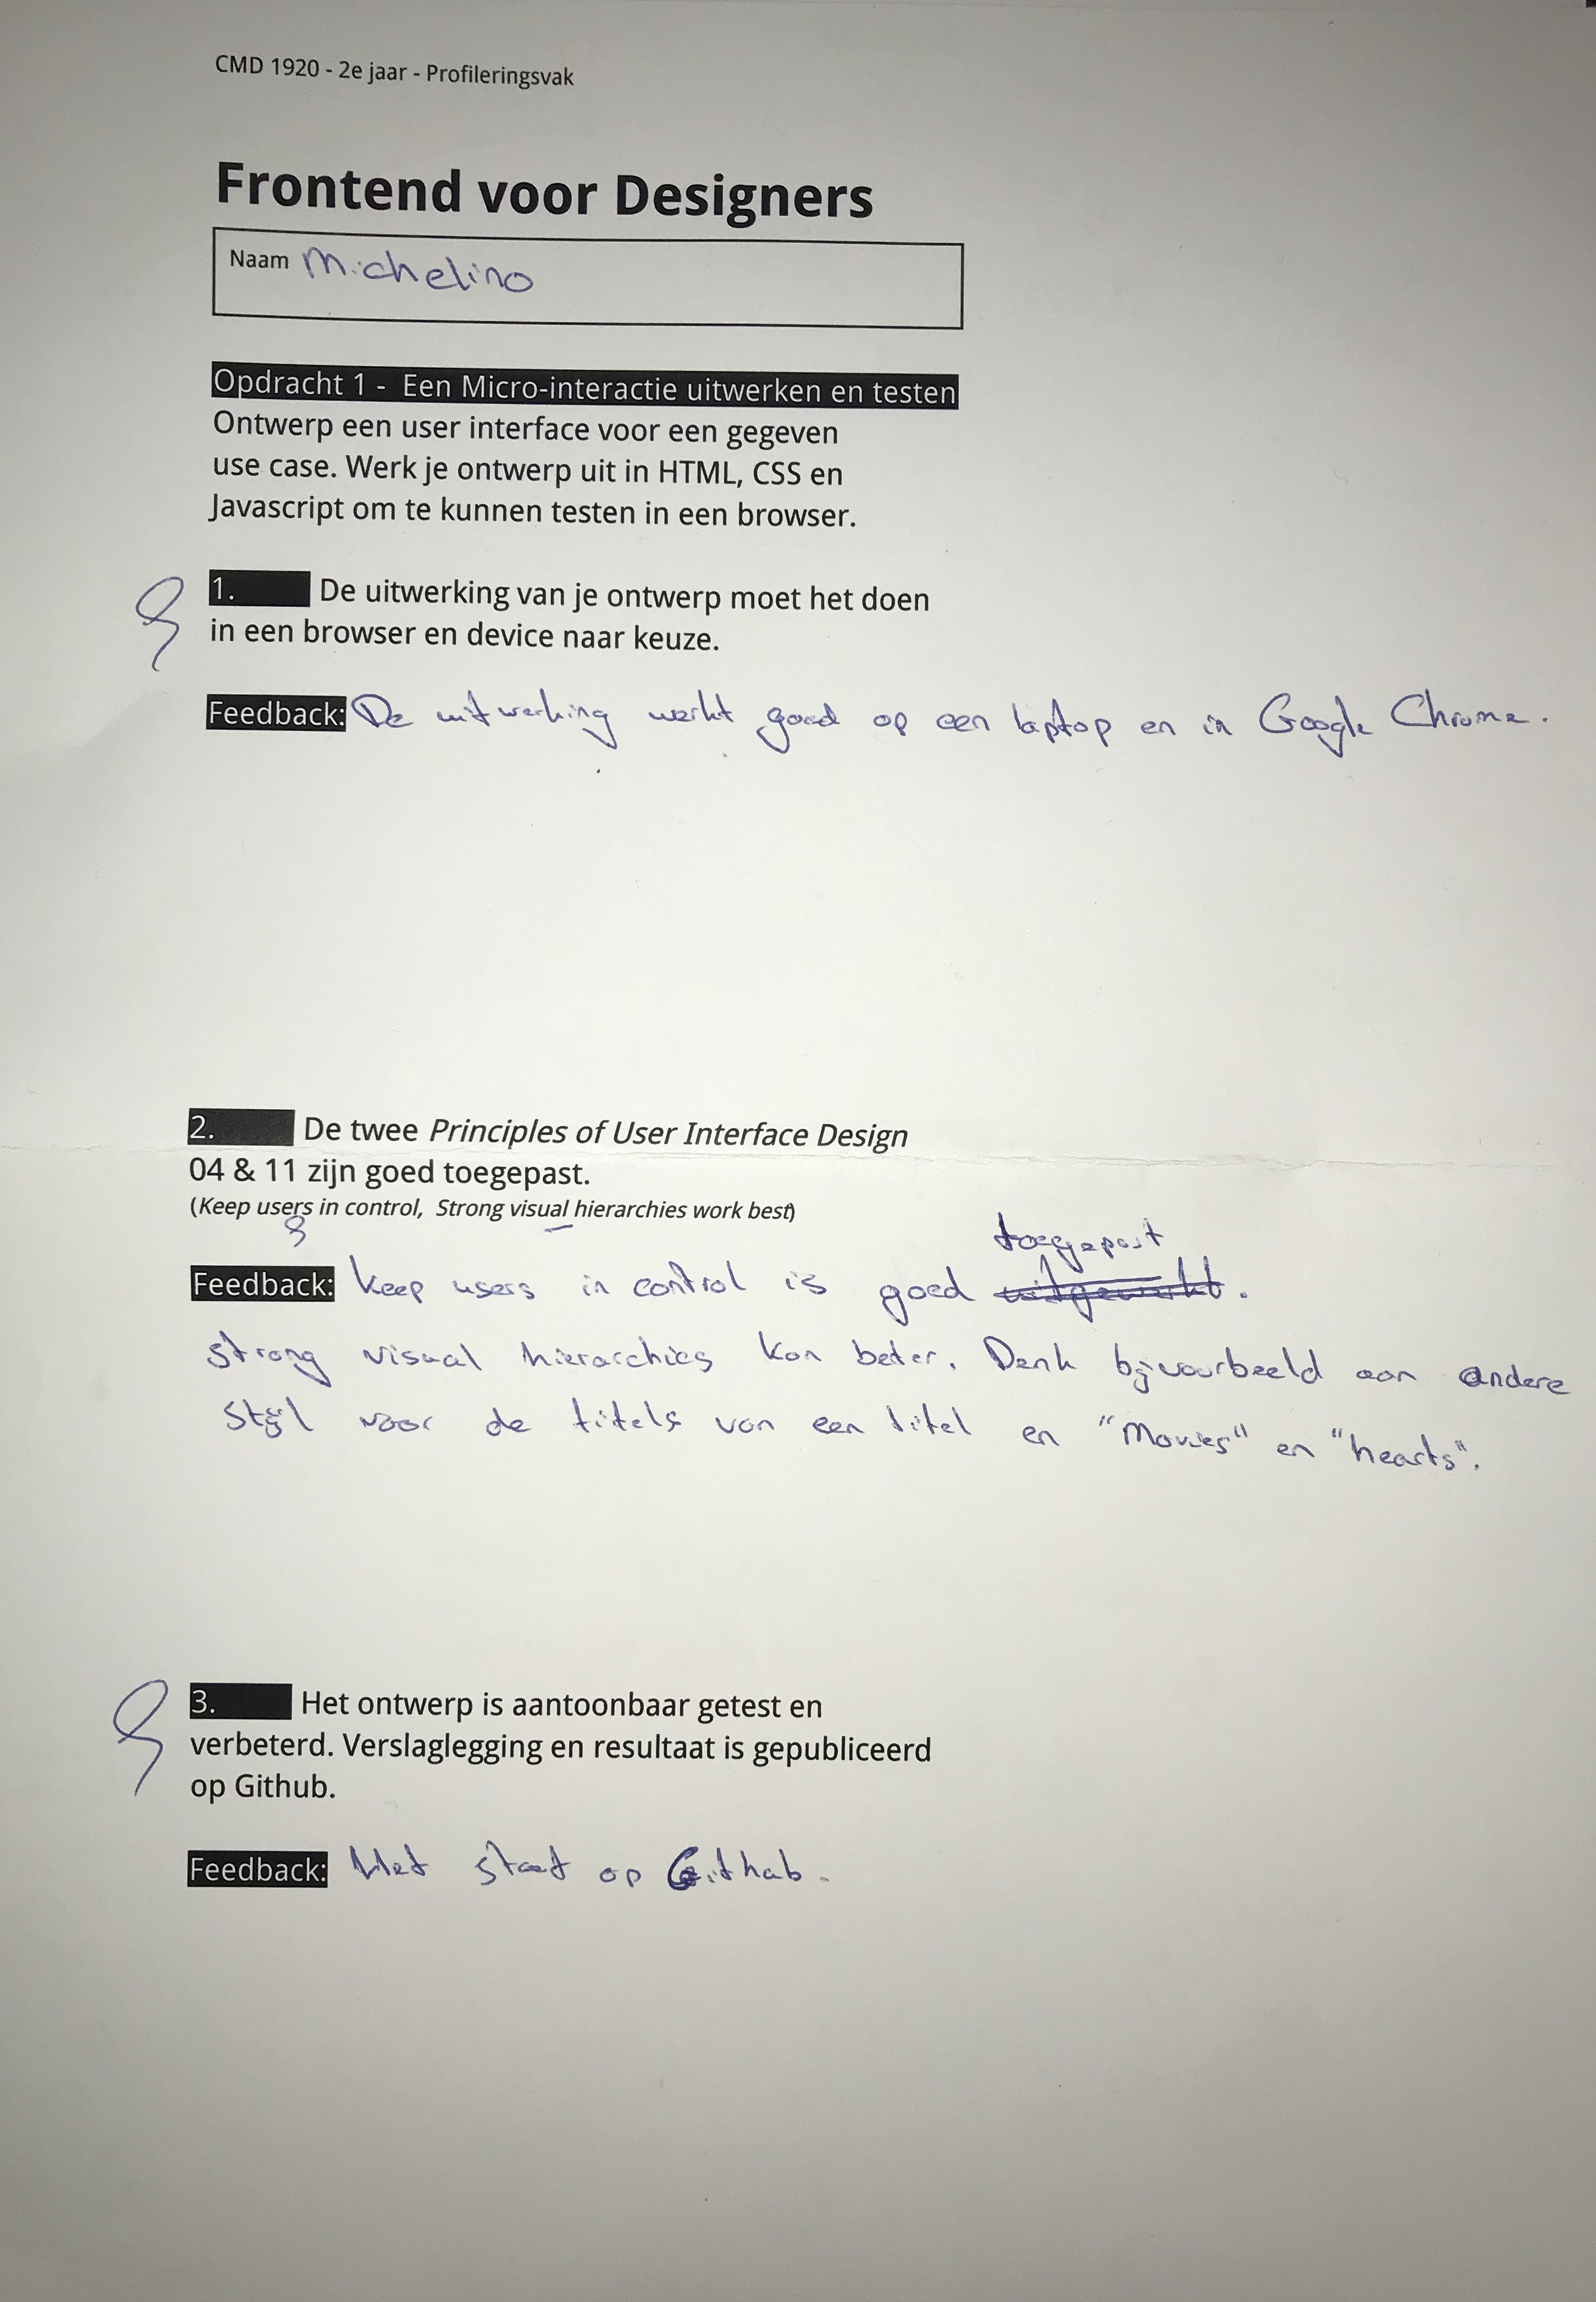 CMD 1920 - 2e jaar - Profileringsvak
Frontend voor Designers
Naam Michelino
Opdracht 1 - Een Micro-interactie uitwerken en testen
Ontwerp een user interface voor een gegeven
use case. Werk je ontwerp uit in HTML, CSS en
Javascript om te kunnen testen in een browser.
1. De uitwerking van je ontwerp moet het doen
in een browser en device naar keuze.
Feedback: De uitwerking werkt goed op een laptop en in Google Chrome.
2. De twee Principles of User Interface Design
04 & 11 zijn goed toegepast.
(Keep users in control, Strong visual hierarchies work best)
toegepast
Feedback: Keep users in control is goed uitgewerkt.
strong visual hierarchies kon beter. Denk bijvoorbeeld aan andere
stijl voor de titels van een titel en "Movies" en "hearts".
3. Het ontwerp is aantoonbaar getest en
verbeterd. Verslaglegging en resultaat is gepubliceerd
op Github.
Feedback: Het staat op Github.